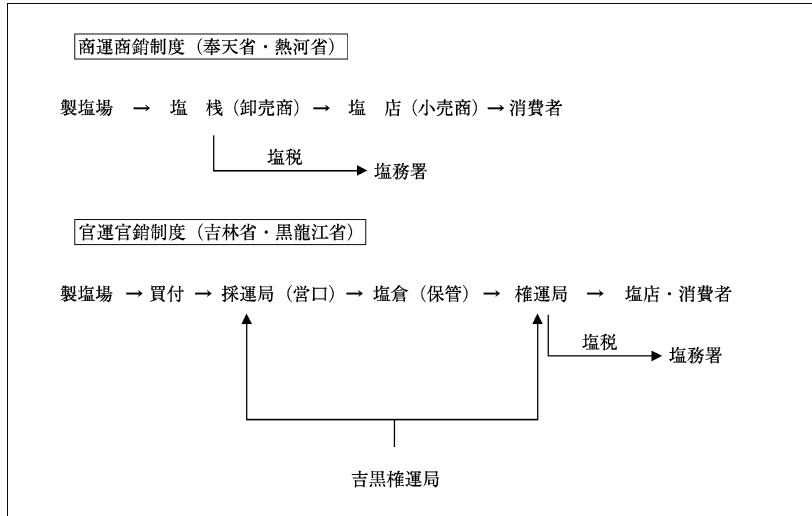 商運商銷制度（奉天省・熱河省）
製塩場 → 塩 桟（卸売商）→ 塩 店（小売商）→消費者
塩税
塩務署
官運官銷制度（吉林省・黒龍江省）
製塩場 →買付→ 採運局（営口）→塩倉（保管）→ 榷運局 → 塩店・消費者
塩税
塩務署
吉黒榷運局